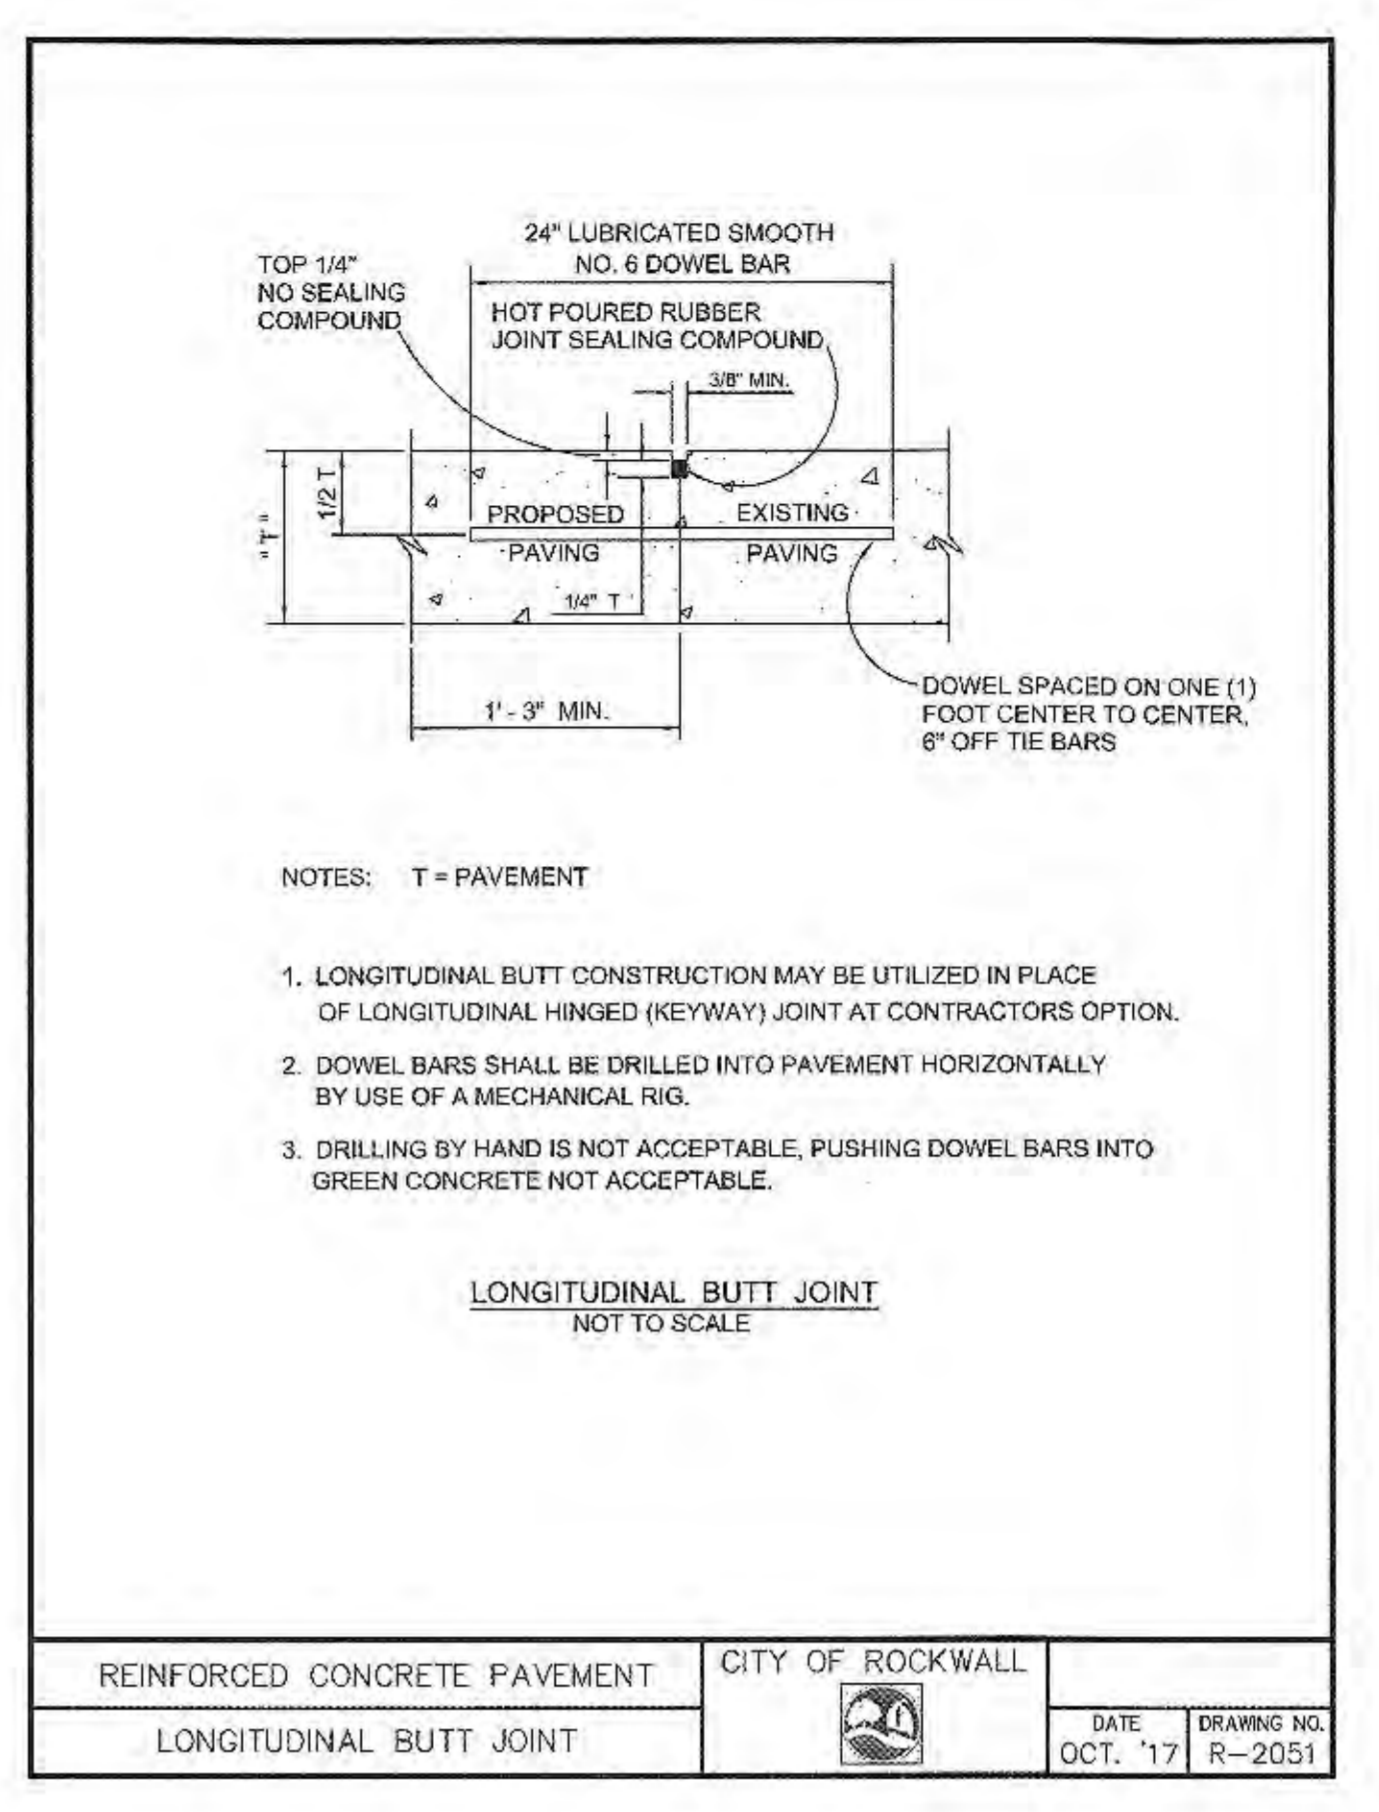 24" LUBRICATED SMOOTH
NO. 6 DOWEL BAR
TOP 1/4"
NO SEALING
COMPOUND
HOT POURED RUBBER
JOINT SEALING COMPOUND
3/8" MIN.
1/2 T
" T "
PROPOSED
PAVING
EXISTING
PAVING
1/4" T
1' - 3" MIN.
DOWEL SPACED ON ONE (1)
FOOT CENTER TO CENTER,
6" OFF TIE BARS
NOTES: T = PAVEMENT
1. LONGITUDINAL BUTT CONSTRUCTION MAY BE UTILIZED IN PLACE
OF LONGITUDINAL HINGED (KEYWAY) JOINT AT CONTRACTORS OPTION.
2. DOWEL BARS SHALL BE DRILLED INTO PAVEMENT HORIZONTALLY
BY USE OF A MECHANICAL RIG.
3. DRILLING BY HAND IS NOT ACCEPTABLE, PUSHING DOWEL BARS INTO
GREEN CONCRETE NOT ACCEPTABLE.
LONGITUDINAL BUTT JOINT
NOT TO SCALE
REINFORCED CONCRETE PAVEMENT
LONGITUDINAL BUTT JOINT
CITY OF ROCKWALL
DATE
OCT. '17
DRAWING NO.
R-2051